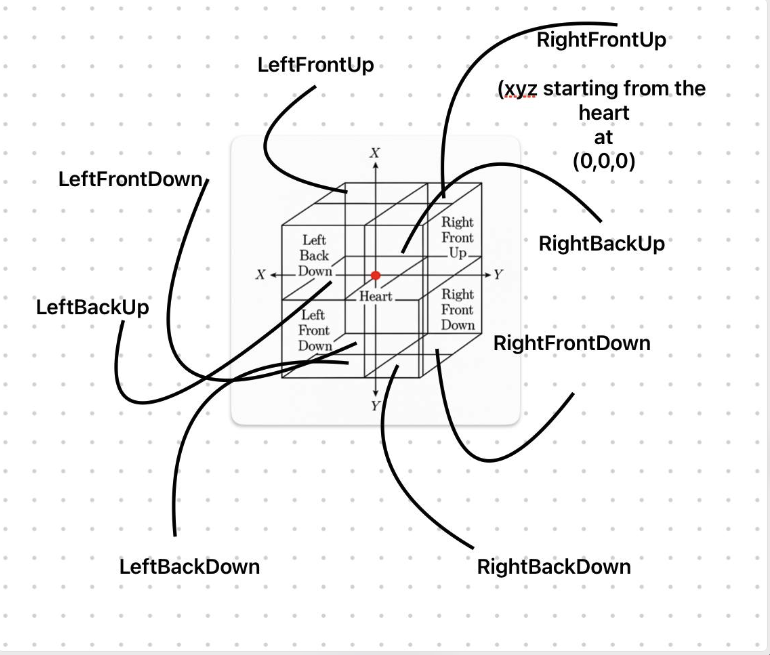 RightFrontUp
LeftFrontUp
(xyz starting from the
heart
at
(0,0,0)
X
LeftFrontDown
Left
Back
Down
Right
Front
Up
RightBackUp
X
Y
Heart
LeftBackUp
Left
Front
Down
Right
Front
Down
RightFrontDown
Y
LeftBackDown
RightBackDown